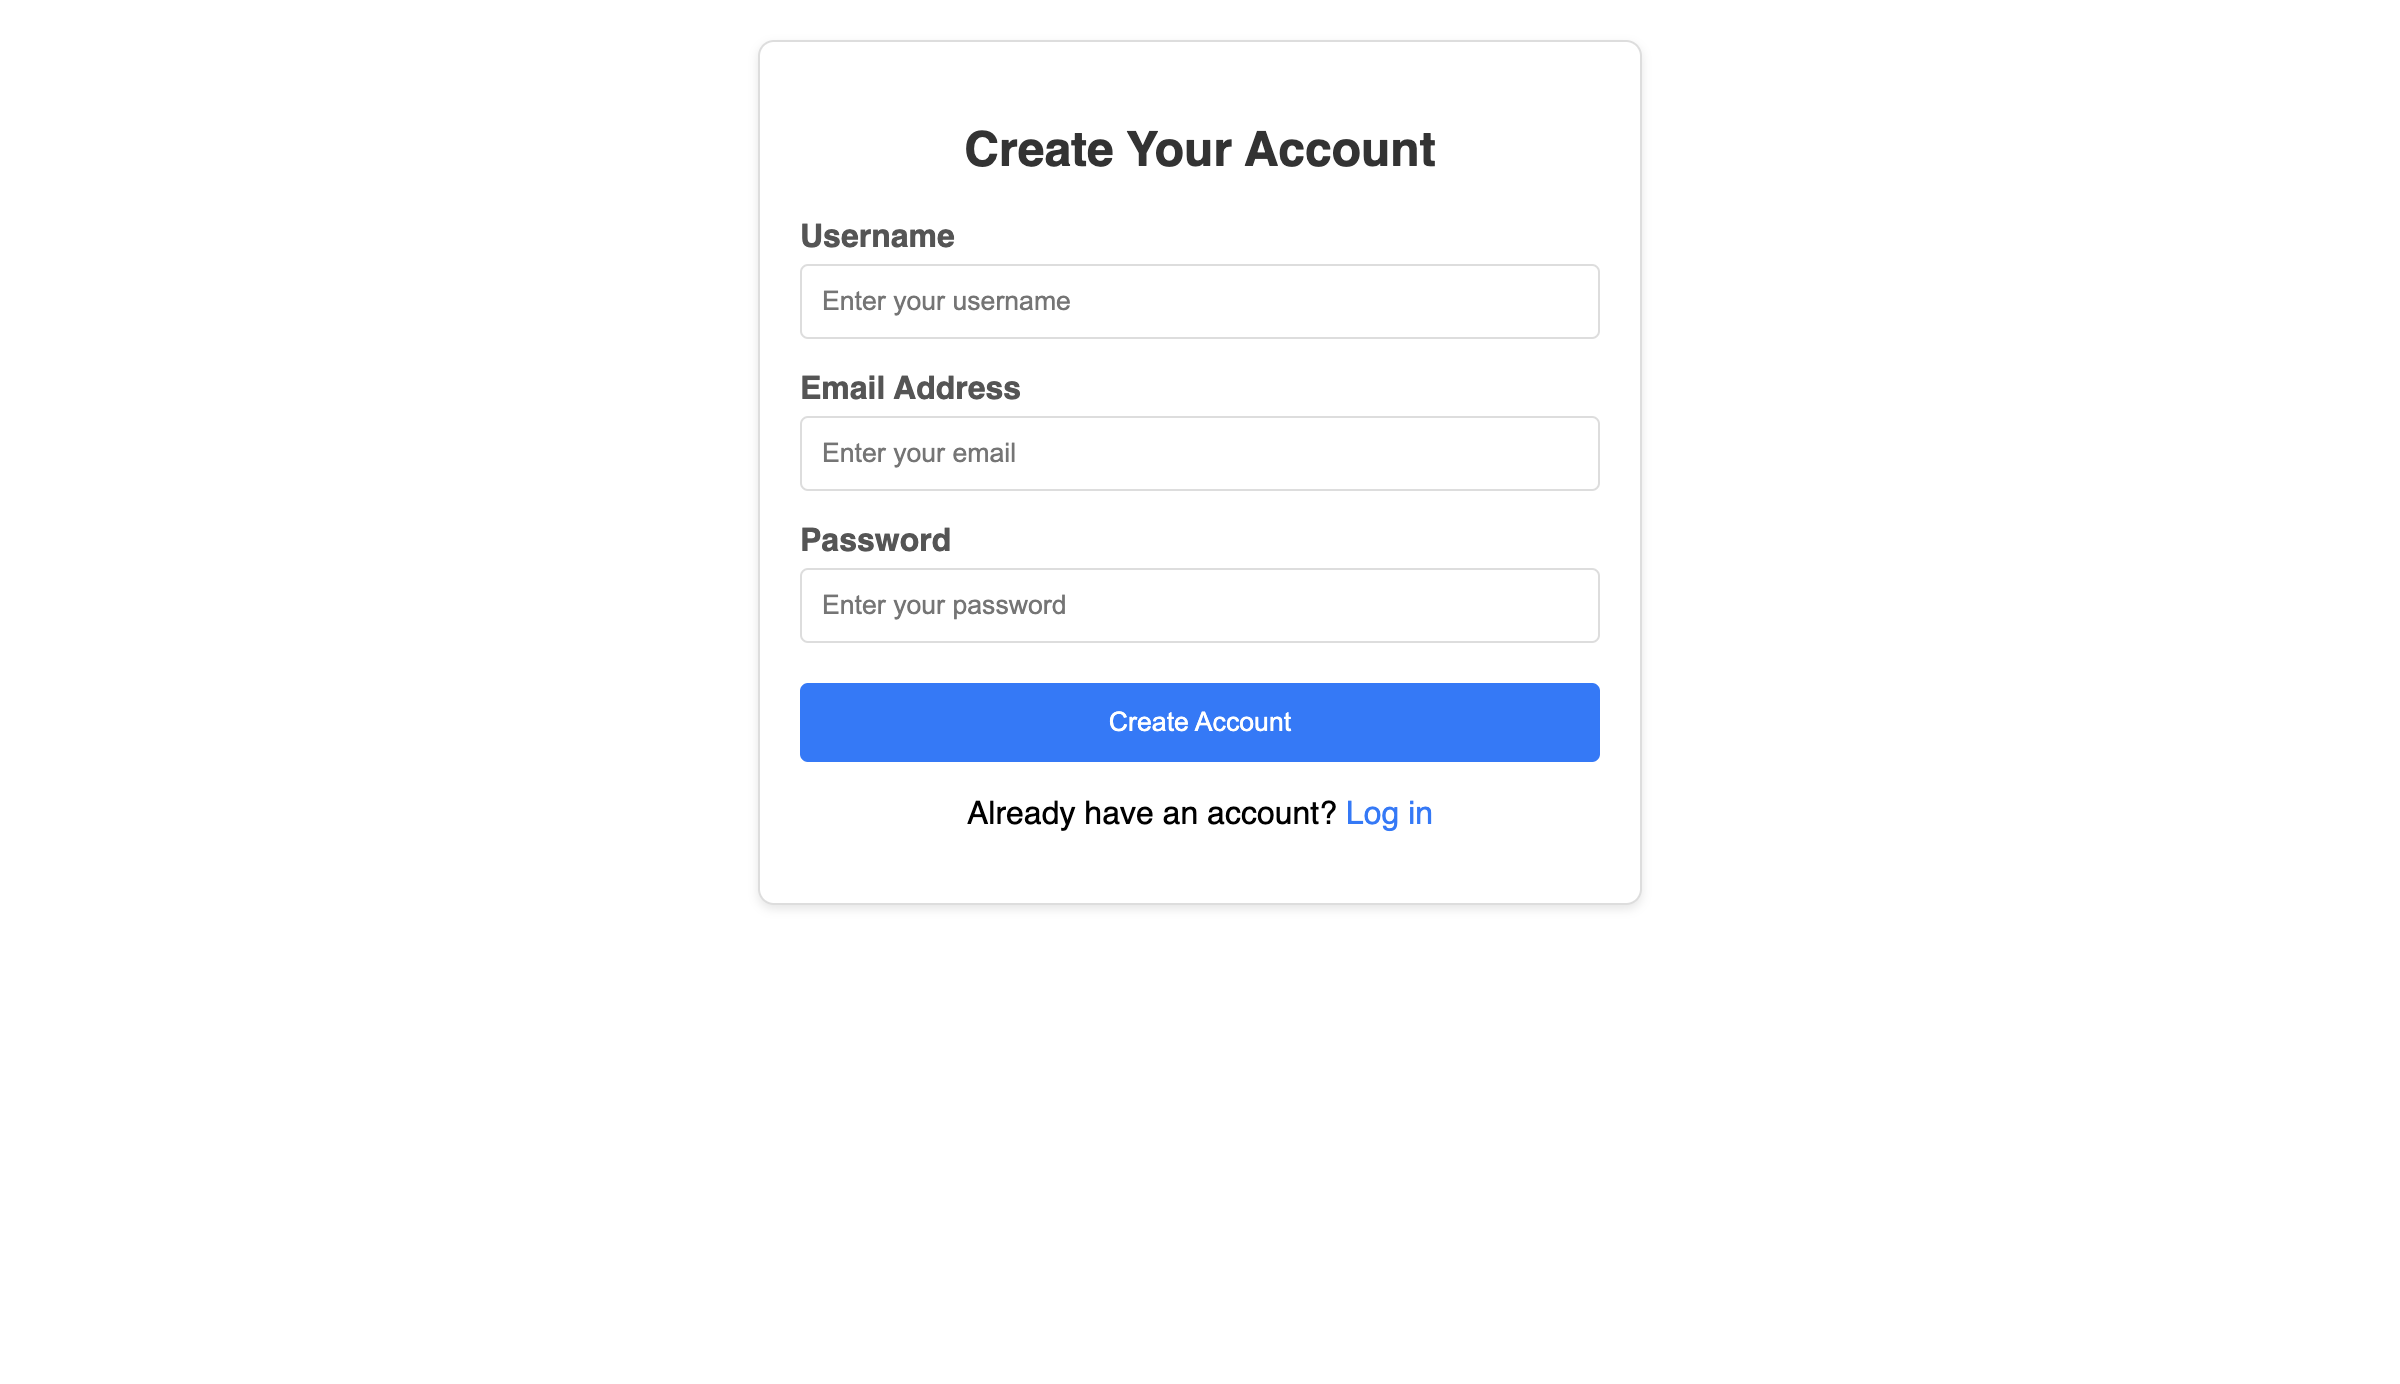 Create Your Account
Username
Enter your username
Email Address
Enter your email
Password
Enter your password
Create Account
Already have an account? Log in